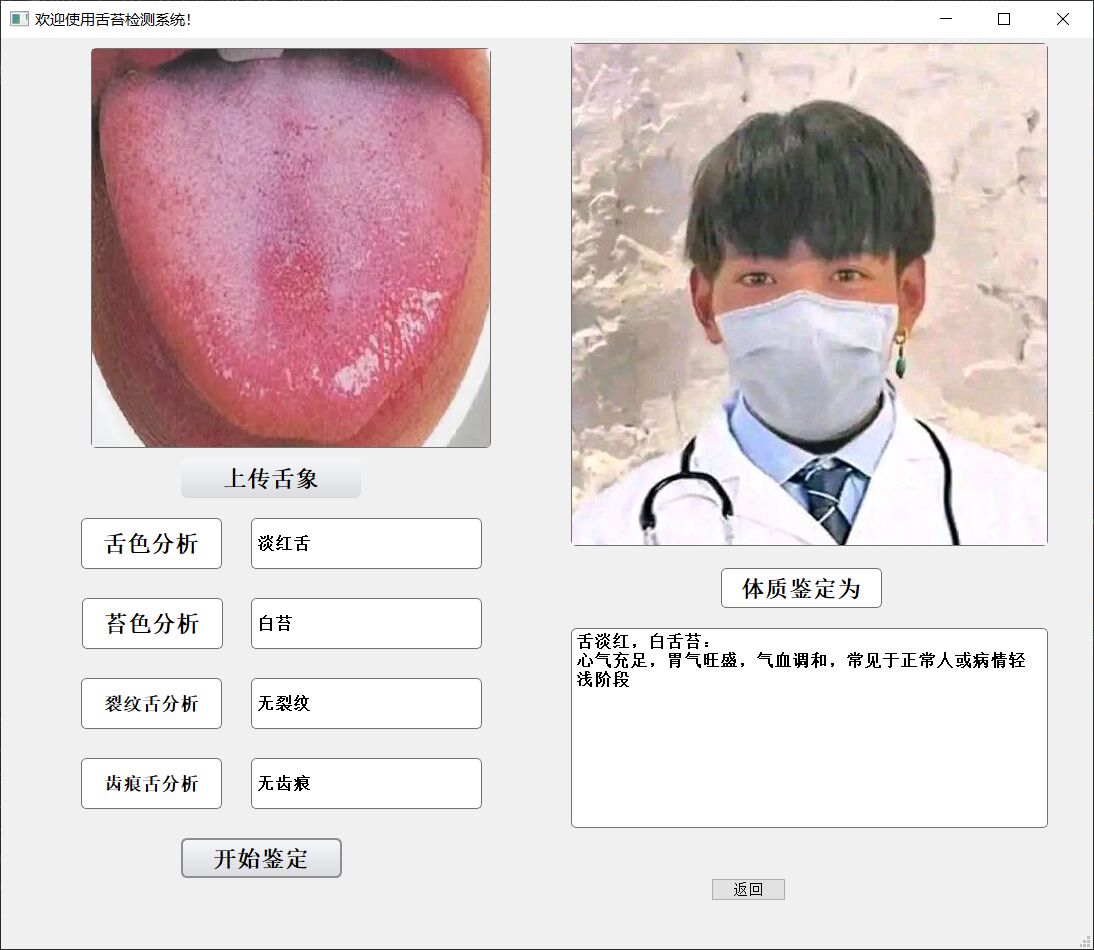 欢迎使用舌苔检测系统！
上传舌象
舌色分析
淡红舌
苔色分析
白苔
裂纹舌分析
无裂纹
齿痕舌分析
无齿痕
开始鉴定
体质鉴定为
舌淡红，白舌苔：
心气充足，胃气旺盛，气血调和，常见于正常人或病情轻
浅阶段
返回